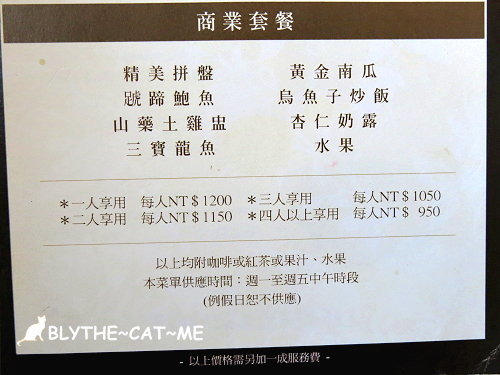 商業套餐
精美拼盤
黃金南瓜
號蹄鮑魚
烏魚子炒飯
山藥土雞盅
杏仁奶露
三寶龍魚
水果
＊一人享用 每人NT＄1200
＊三人享用 每人NT＄1050
＊二人享用 每人NT＄1150
＊四人以上享用 每人NT＄ 950
以上均附咖啡或紅茶或果汁、水果
本菜單供應時間：週一至週五中午時段
(例假日恕不供應)
BLYTHE~CAT~ME
- 以上價格需另加一成服務費 -